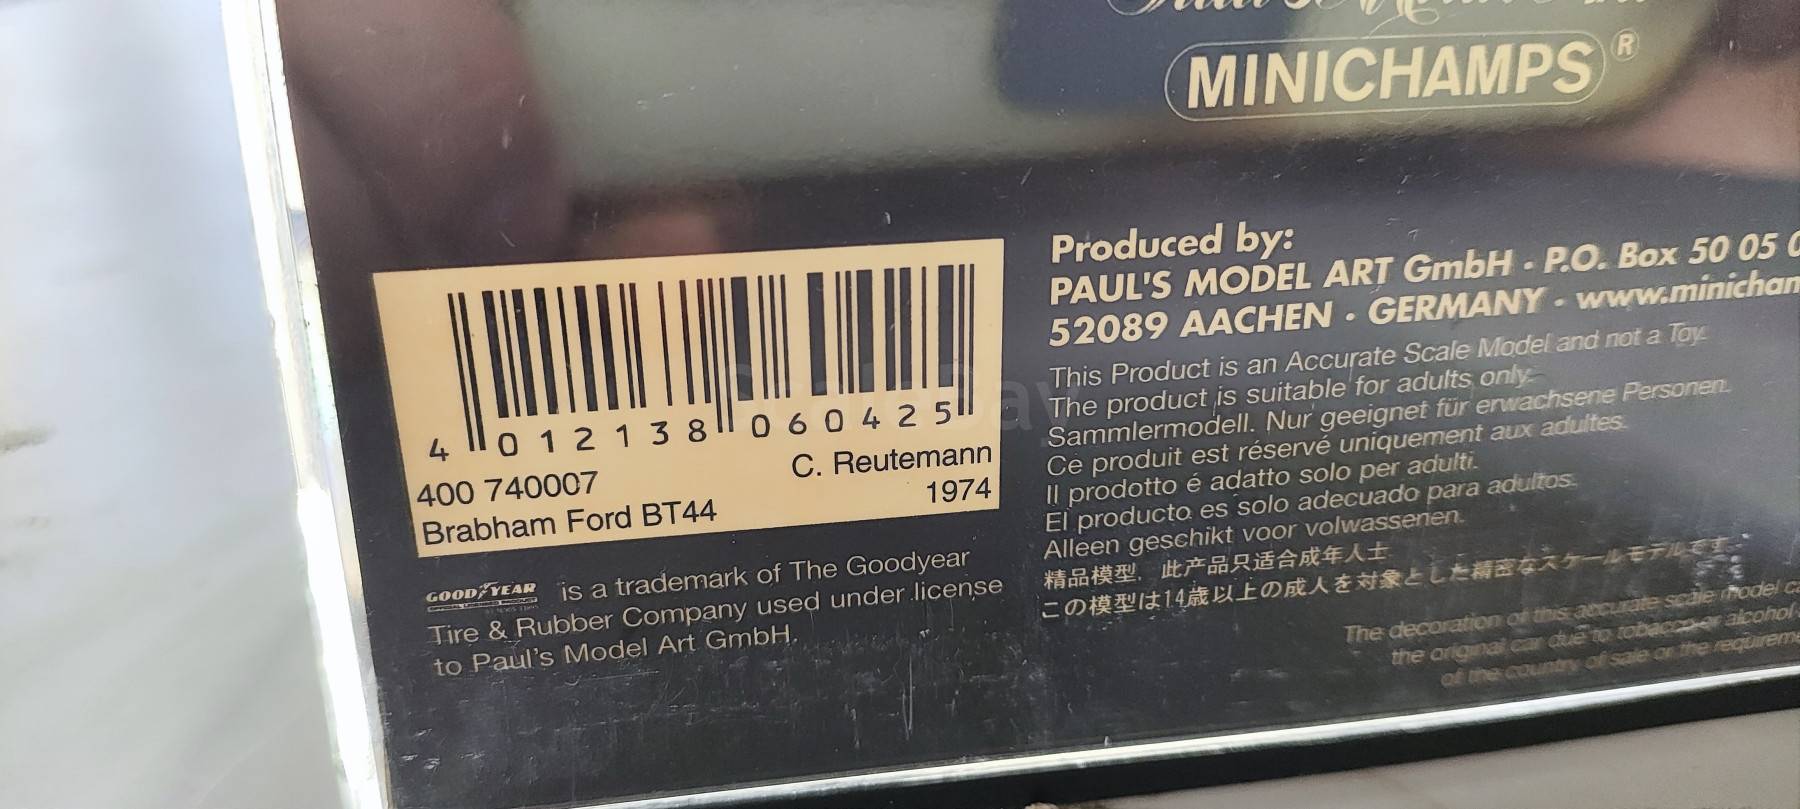 MINICHAMPS®
4 012138 060425
400 740007
C. Reutemann
Brabham Ford BT44
1974
GOODYEAR is a trademark of The Goodyear
Tire & Rubber Company used under license
to Paul's Model Art GmbH.
Produced by:
PAUL'S MODEL ART GmbH · P.O. Box 50 05
52089 AACHEN · GERMANY · www.minicham
This Product is an Accurate Scale Model and not a Toy.
The product is suitable for adults only.
Sammlermodell. Nur geeignet für erwachsene Personen.
Ce produit est réservé uniquement aux adultes.
Il prodotto é adatto solo per adulti.
El producto es solo adecuado para adultos.
Alleen geschikt voor volwassenen.
精品模型，此产品只适合成年人士
この模型は14歳以上の成人を対象とした精密なスケールモデルです。
The decoration of this accurate scale model
the original car due to tobacco or alcohol
of the country of sale or the requirem
ScaleBay